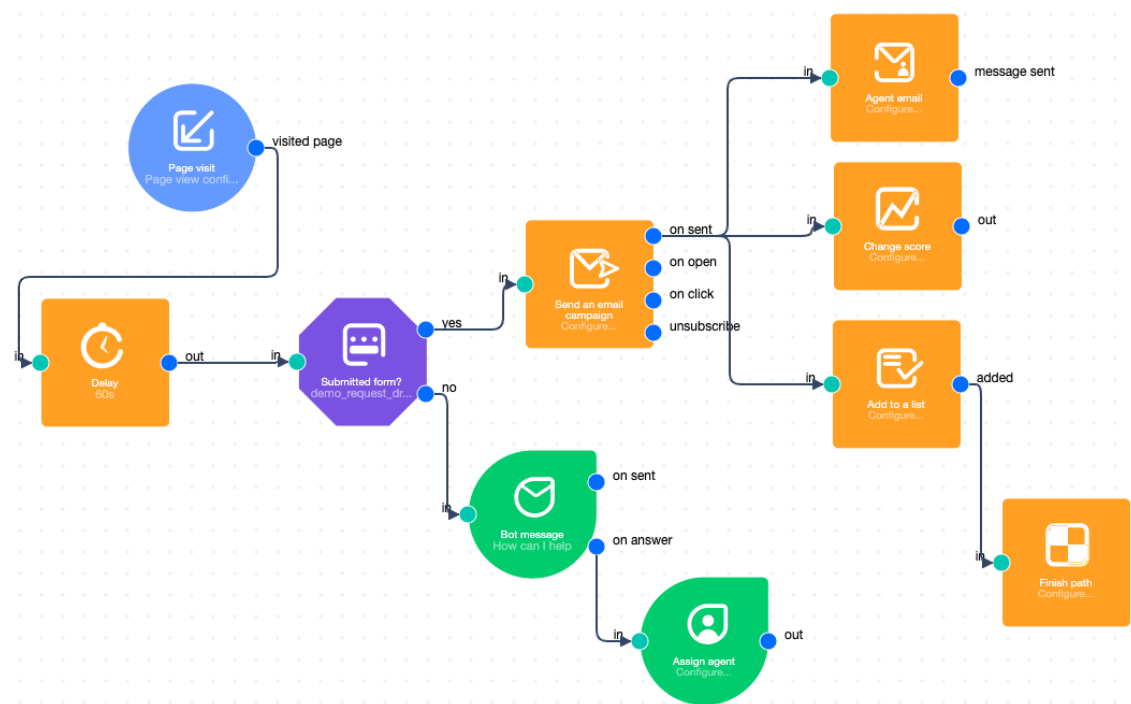 in
Agent email
Configure...
message sent
Page visit
Page view confi...
visited page
in
Change score
Configure...
out
in
Send an email
campaign
Configure...
on sent
on open
on click
unsubscribe
in
Delay
60s
out
in
Submitted form?
demo_request_dr...
yes
no
in
Add to a list
Configure...
added
in
Bot message
How can I help
on sent
on answer
in
Finish path
Configure...
in
Assign agent
Configure...
out